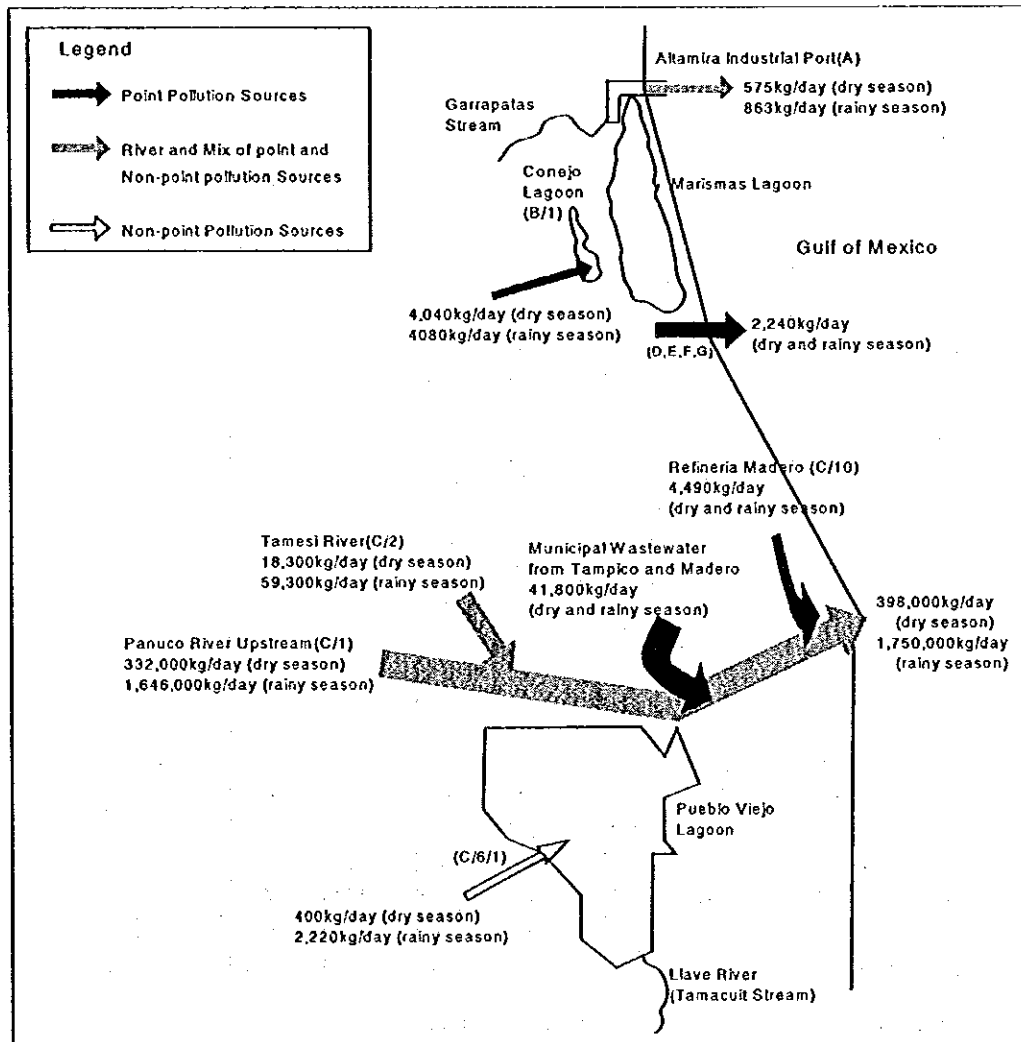 Legend
Point Pollution Sources
River and Mix of point and
Non-point pollution Sources
Non-point Pollution Sources
Altamira Industrial Port(A)
575kg/day (dry season)
863kg/day (rainy season)
Garrapatas
Stream
Conejo
Lagoon
(B/1)
Marismas Lagoon
Gulf of Mexico
4,040kg/day (dry season)
4080kg/day (rainy season)
2,240kg/day
(dry and rainy season)
(D,E,F,G)
Refineria Madero (C/10)
4,490kg/day
(dry and rainy season)
Tamesi River(C/2)
18,300kg/day (dry season)
59,300kg/day (rainy season)
Municipal Wastewater
from Tampico and Madero
41,800kg/day
(dry and rainy season)
398,000kg/day
(dry season)
1,750,000kg/day
(rainy season)
Panuco River Upstream(C/1)
332,000kg/day (dry season)
1,646,000kg/day (rainy season)
Pueblo Viejo
Lagoon
(C/6/1)
400kg/day (dry season)
2,220kg/day (rainy season)
Llave River
(Tamacuit Stream)